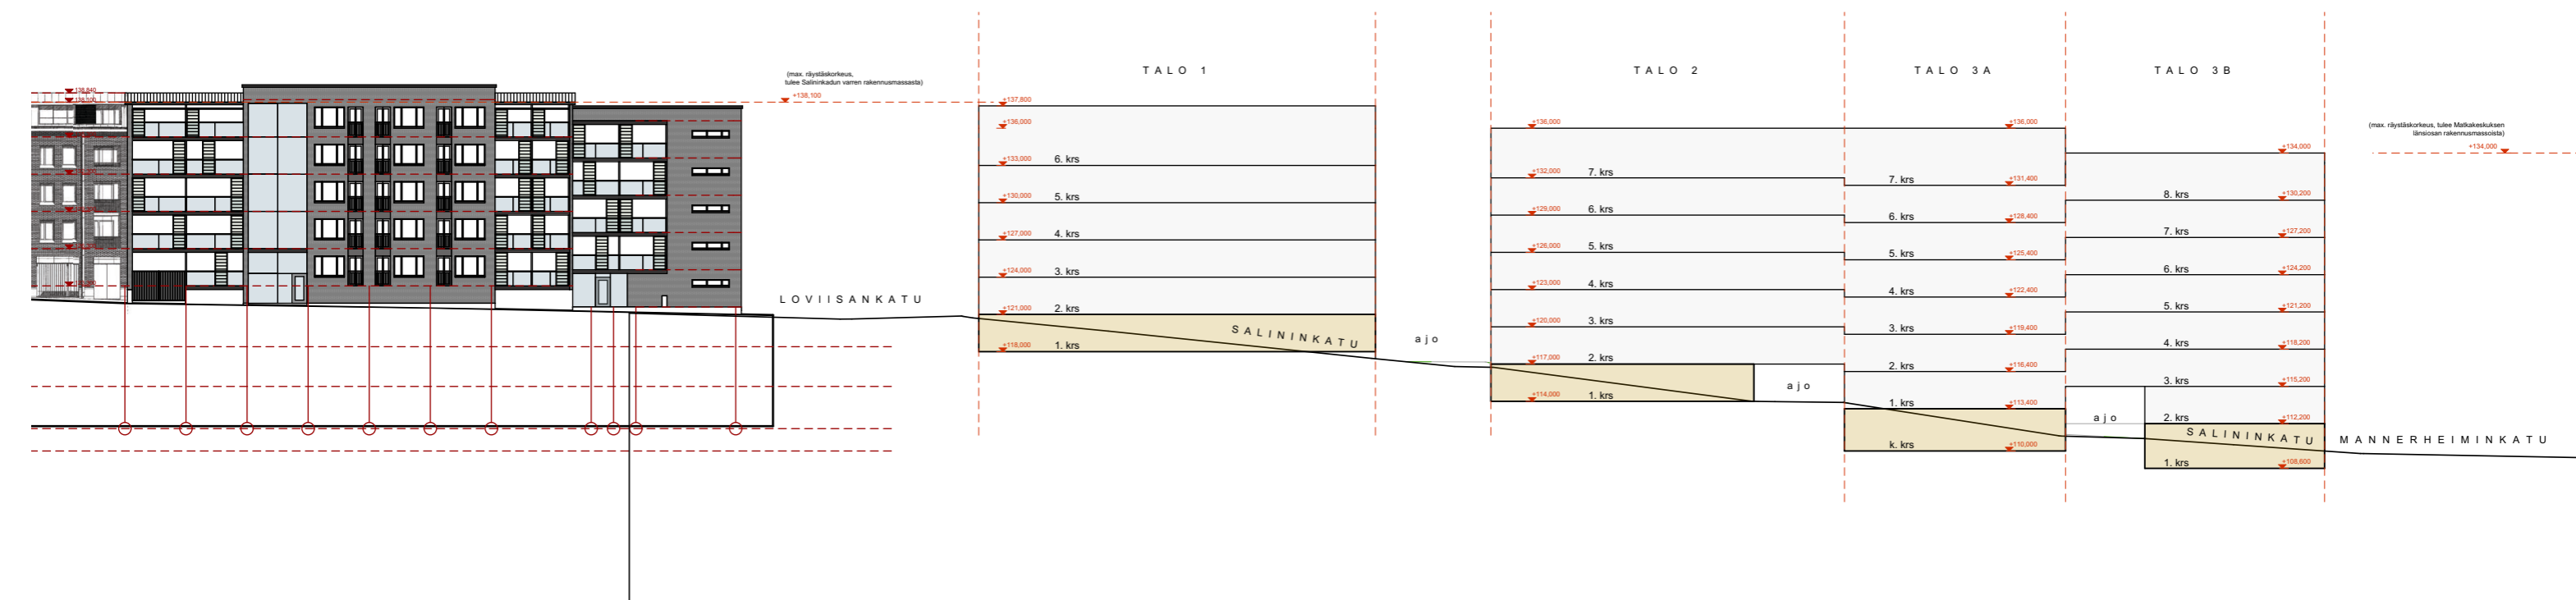 +138,840
+138,100
LOVIISANKATU
(max. räystäskorkeus,
tulee Salininkadun varren rakennusmassasta)
+138,100
TALO 1
+137,800
+136,000
+133,000 6. krs
+130,000 5. krs
+127,000 4. krs
+124,000 3. krs
+121,000 2. krs
SALININKATU
+118,000 1. krs
ajo
TALO 2
+136,000
+132,000 7. krs
+129,000 6. krs
+126,000 5. krs
+123,000 4. krs
+120,000 3. krs
+117,000 2. krs
+114,000 1. krs
ajo
TALO 3A
+136,000
7. krs +131,400
6. krs +128,400
5. krs +125,400
4. krs +122,400
3. krs +119,400
2. krs +116,400
1. krs +113,400
k. krs +110,000
ajo
TALO 3B
+134,000
8. krs +130,200
7. krs +127,200
6. krs +124,200
5. krs +121,200
4. krs +118,200
3. krs +115,200
2. krs +112,200
SALININKATU
1. krs +108,600
(max. räystäskorkeus, tulee Matkakeskuksen
länsiosan rakennusmassoista)
+134,000
MANNERHEIMINKATU